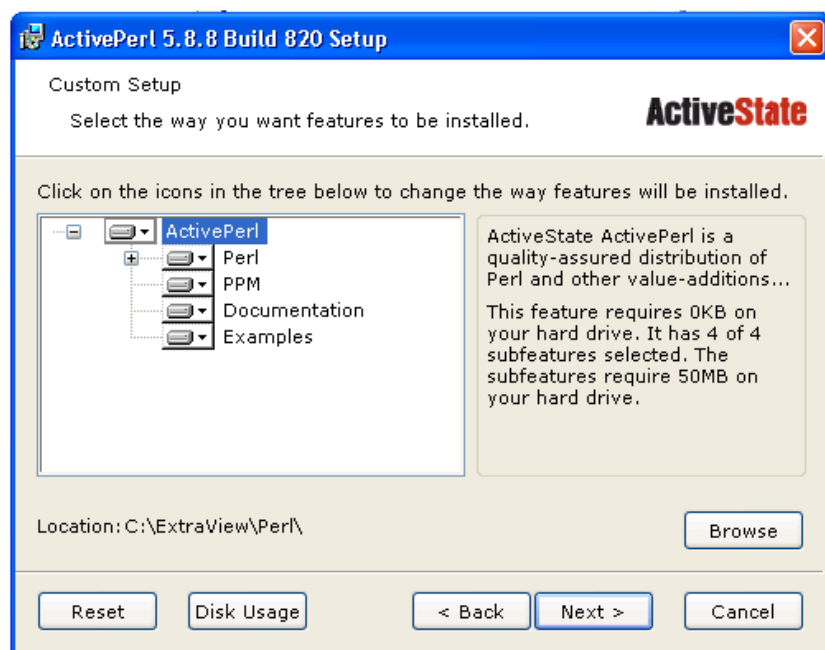 ActivePerl 5.8.8 Build 820 Setup
Custom Setup
Select the way you want features to be installed.
ActiveState
Click on the icons in the tree below to change the way features will be installed.
ActivePerl
Perl
PPM
Documentation
Examples
ActiveState ActivePerl is a
quality-assured distribution of
Perl and other value-additions...
This feature requires 0KB on
your hard drive. It has 4 of 4
subfeatures selected. The
subfeatures require 50MB on
your hard drive.
Location: C:\ExtraView\Perl\
Browse
Reset
Disk Usage
< Back
Next >
Cancel